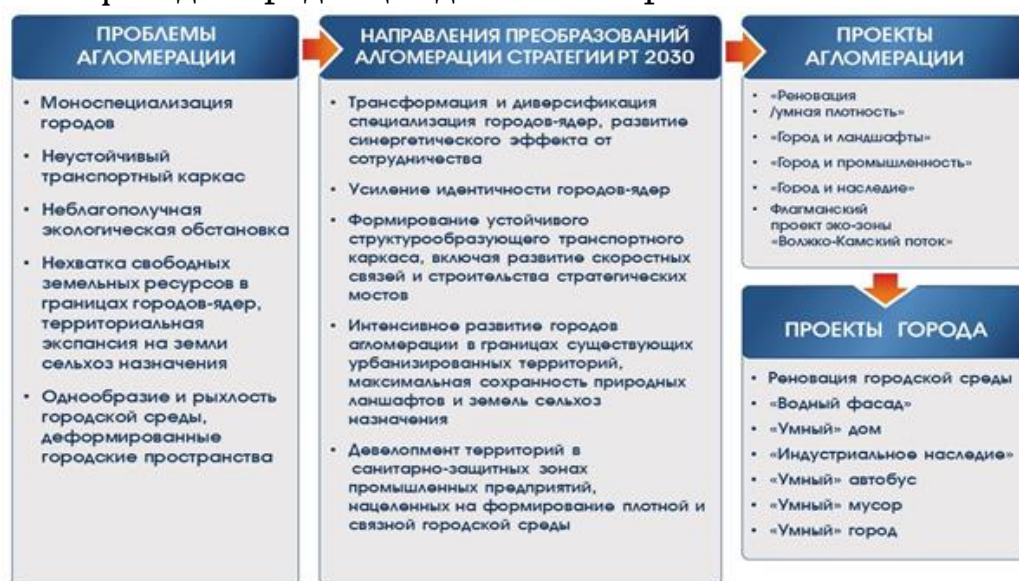 ПРОБЛЕМЫ
АГЛОМЕРАЦИИ
• Моноспециализация
городов
• Неустойчивый
транспортный каркас
• Неблагополучная
экологическая обстановка
• Нехватка свободных
земельных ресурсов в
границах городов-ядер,
территориальная
экспансия на земли
сельхоз назначения
• Однообразие и рыхлость
городской среды,
деформированные
городские пространства
НАПРАВЛЕНИЯ ПРЕОБРАЗОВАНИЙ
АЛГОМЕРАЦИИ СТРАТЕГИИ РТ 2030
• Трансформация и диверсификация
специализация городов-ядер, развитие
синергетического эффекта от
сотрудничества
• Усиление идентичности городов-ядер
• Формирование устойчивого
структурообразующего транспортного
каркаса, включая развитие скоростных
связей и строительства стратегических
мостов
• Интенсивное развитие городов
агломерации в границах существующих
урбанизированных территорий,
максимальная сохранность природных
ланшафтов и земель сельхоз
назначения
• Девелопмент территорий в
санитарно-защитных зонах
промышленных предприятий,
нацеленных на формирование плотной и
связной городской среды
ПРОЕКТЫ
АГЛОМЕРАЦИИ
• «Реновация
• /умная плотность»
• «Город и ландшафты»
• «Город и промышленность»
• «Город и наследие»
• Флагманский
проект эко-зоны
«Волжко-Камский поток»
ПРОЕКТЫ ГОРОДА
• Реновация городской среды
• «Водный фасад»
• «Умный» дом
• «Индустриальное наследие»
• «Умный» автобус
• «Умный» мусор
• «Умный» город